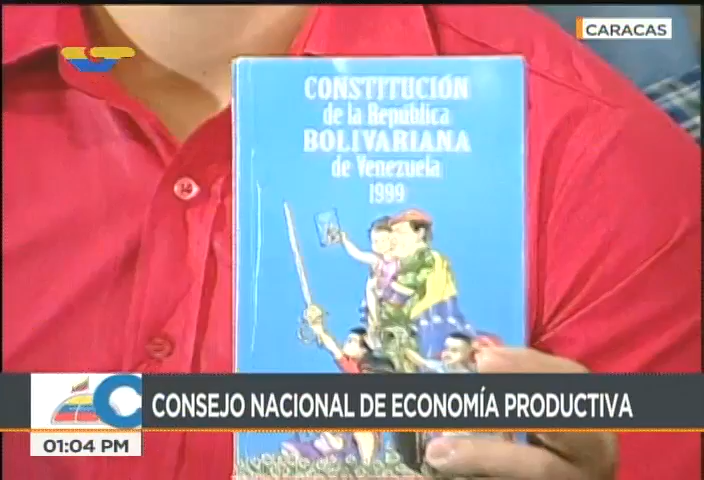 CARACAS
CONSTITUCIÓN
de la República
BOLIVARIANA
de Venezuela
1999
CONSEJO NACIONAL DE ECONOMÍA PRODUCTIVA
01:04 PM